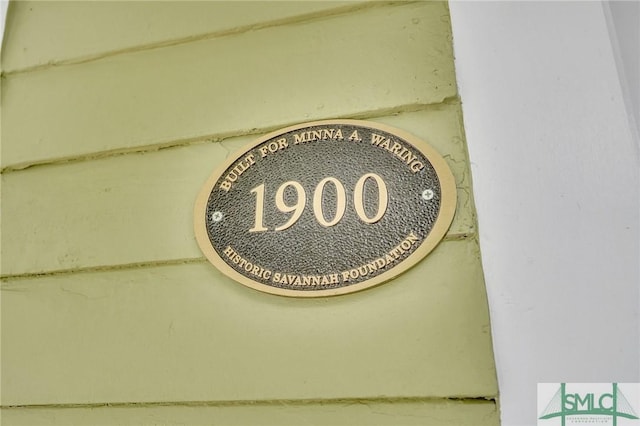 BUILT FOR MINNA A. WARING
1900
HISTORIC SAVANNAH FOUNDATION
SMLC